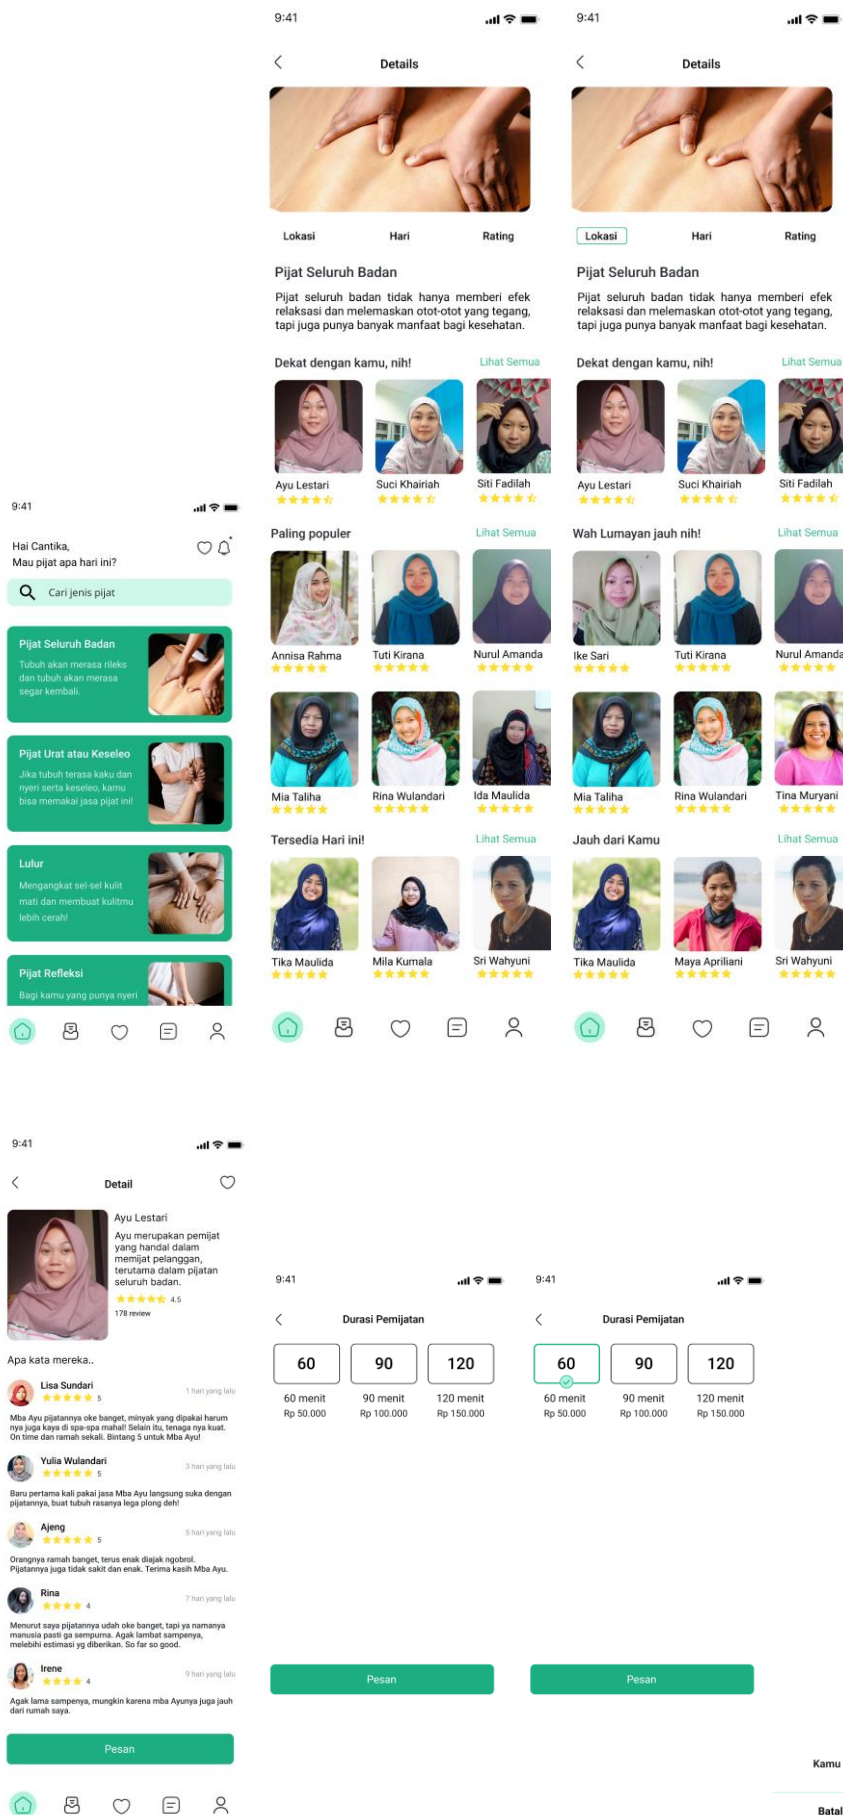 9:41
Details
Lokasi Hari Rating
Pijat Seluruh Badan
Pijat seluruh badan tidak hanya memberi efek
relaksasi dan melemaskan otot-otot yang tegang,
tapi juga punya banyak manfaat bagi kesehatan.
Dekat dengan kamu, nih! Lihat Semua
Ayu Lestari Suci Khairiah Siti Fadilah
Paling populer Lihat Semua
Annisa Rahma Tuti Kirana Nurul Amanda
Mia Taliha Rina Wulandari Ida Maulida
Tersedia Hari ini! Lihat Semua
Tika Maulida Mila Kumala Sri Wahyuni
9:41
Details
Lokasi Hari Rating
Pijat Seluruh Badan
Pijat seluruh badan tidak hanya memberi efek
relaksasi dan melemaskan otot-otot yang tegang,
tapi juga punya banyak manfaat bagi kesehatan.
Dekat dengan kamu, nih! Lihat Semua
Ayu Lestari Suci Khairiah Siti Fadilah
Wah Lumayan jauh nih! Lihat Semua
Ike Sari Tuti Kirana Nurul Amanda
Mia Taliha Rina Wulandari Tina Muryani
Jauh dari Kamu Lihat Semua
Tika Maulida Maya Apriliani Sri Wahyuni
9:41
Hai Cantika,
Mau pijat apa hari ini?
Cari jenis pijat
Pijat Seluruh Badan
Tubuh akan merasa rileks
dan tubuh akan merasa
segar kembali.
Pijat Urat atau Keseleo
Jika tubuh terasa kaku dan
nyeri serta keseleo, kamu
bisa memakai jasa pijat ini!
Lulur
Mengangkat sel-sel kulit
mati dan membuat kulitmu
lebih cerah!
Pijat Refleksi
Bagi kamu yang punya nyeri
9:41
Detail
Ayu Lestari
Ayu merupakan pemijat
yang handal dalam
memijat pelanggan,
terutama dalam pijatan
seluruh badan.
4.5
178 review
Apa kata mereka..
Lisa Sundari
5 1 hari yang lalu
Mba Ayu pijatannya oke banget, minyak yang dipakai harum
nya juga kaya di spa-spa mahal! Selain itu, tenaga nya kuat.
On time dan ramah sekali. Bintang 5 untuk Mba Ayu!
Yulia Wulandari
5 3 hari yang lalu
Baru pertama kali pakai jasa Mba Ayu langsung suka dengan
pijatannya, buat tubuh rasanya lega plong deh!
Ajeng
5 5 hari yang lalu
Orangnya ramah banget, terus enak diajak ngobrol.
Pijatannya juga tidak sakit dan enak. Terima kasih Mba Ayu.
Rina
4 7 hari yang lalu
Menurut saya pijatannya udah oke banget, tapi ya namanya
manusia pasti ga sempurna. Agak lambat sampenya,
melebihi estimasi yg diberikan. So far so good.
Irene
4 9 hari yang lalu
Agak lama sampenya, mungkin karena mba Ayunya juga jauh
dari rumah saya.
Pesan
9:41
Durasi Pemijatan
60 90 120
60 menit 90 menit 120 menit
Rp 50.000 Rp 100.000 Rp 150.000
Pesan
9:41
Durasi Pemijatan
60 90 120
60 menit 90 menit 120 menit
Rp 50.000 Rp 100.000 Rp 150.000
Pesan
Kamu
Batal